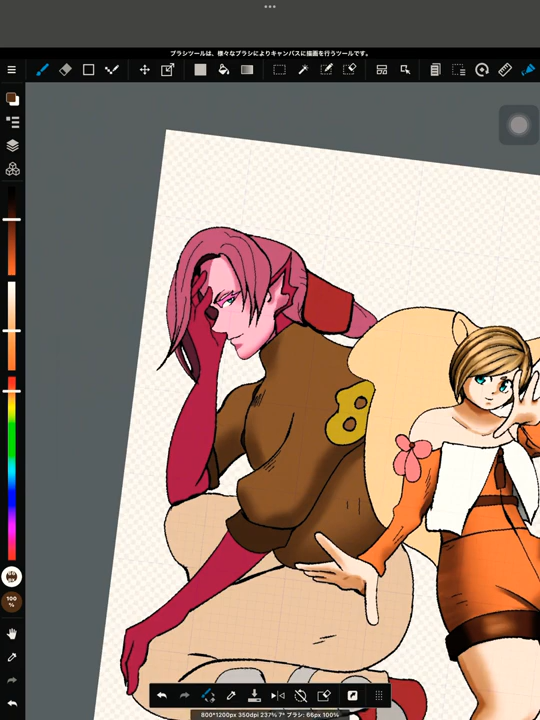 ブラシツールは、様々なブラシによりキャンバスに描画を行うツールです。
100
%
800*1200px 350dpi 237% 7° ブラシ: 66px 100%